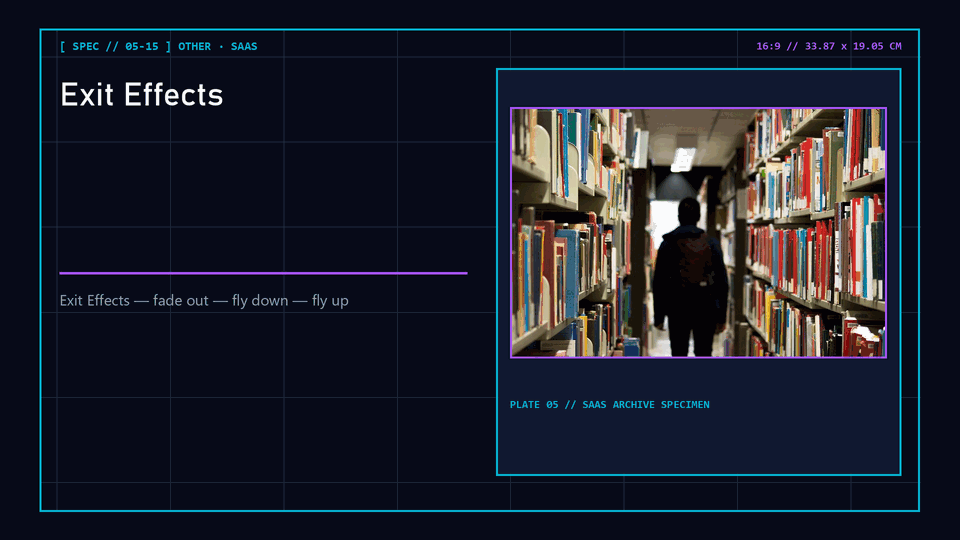 [ SPEC // 05-15 ] OTHER · SAAS
16:9 // 33.87 x 19.05 CM
Exit Effects
Exit Effects — fade out — fly down — fly up
PLATE 05 // SAAS ARCHIVE SPECIMEN